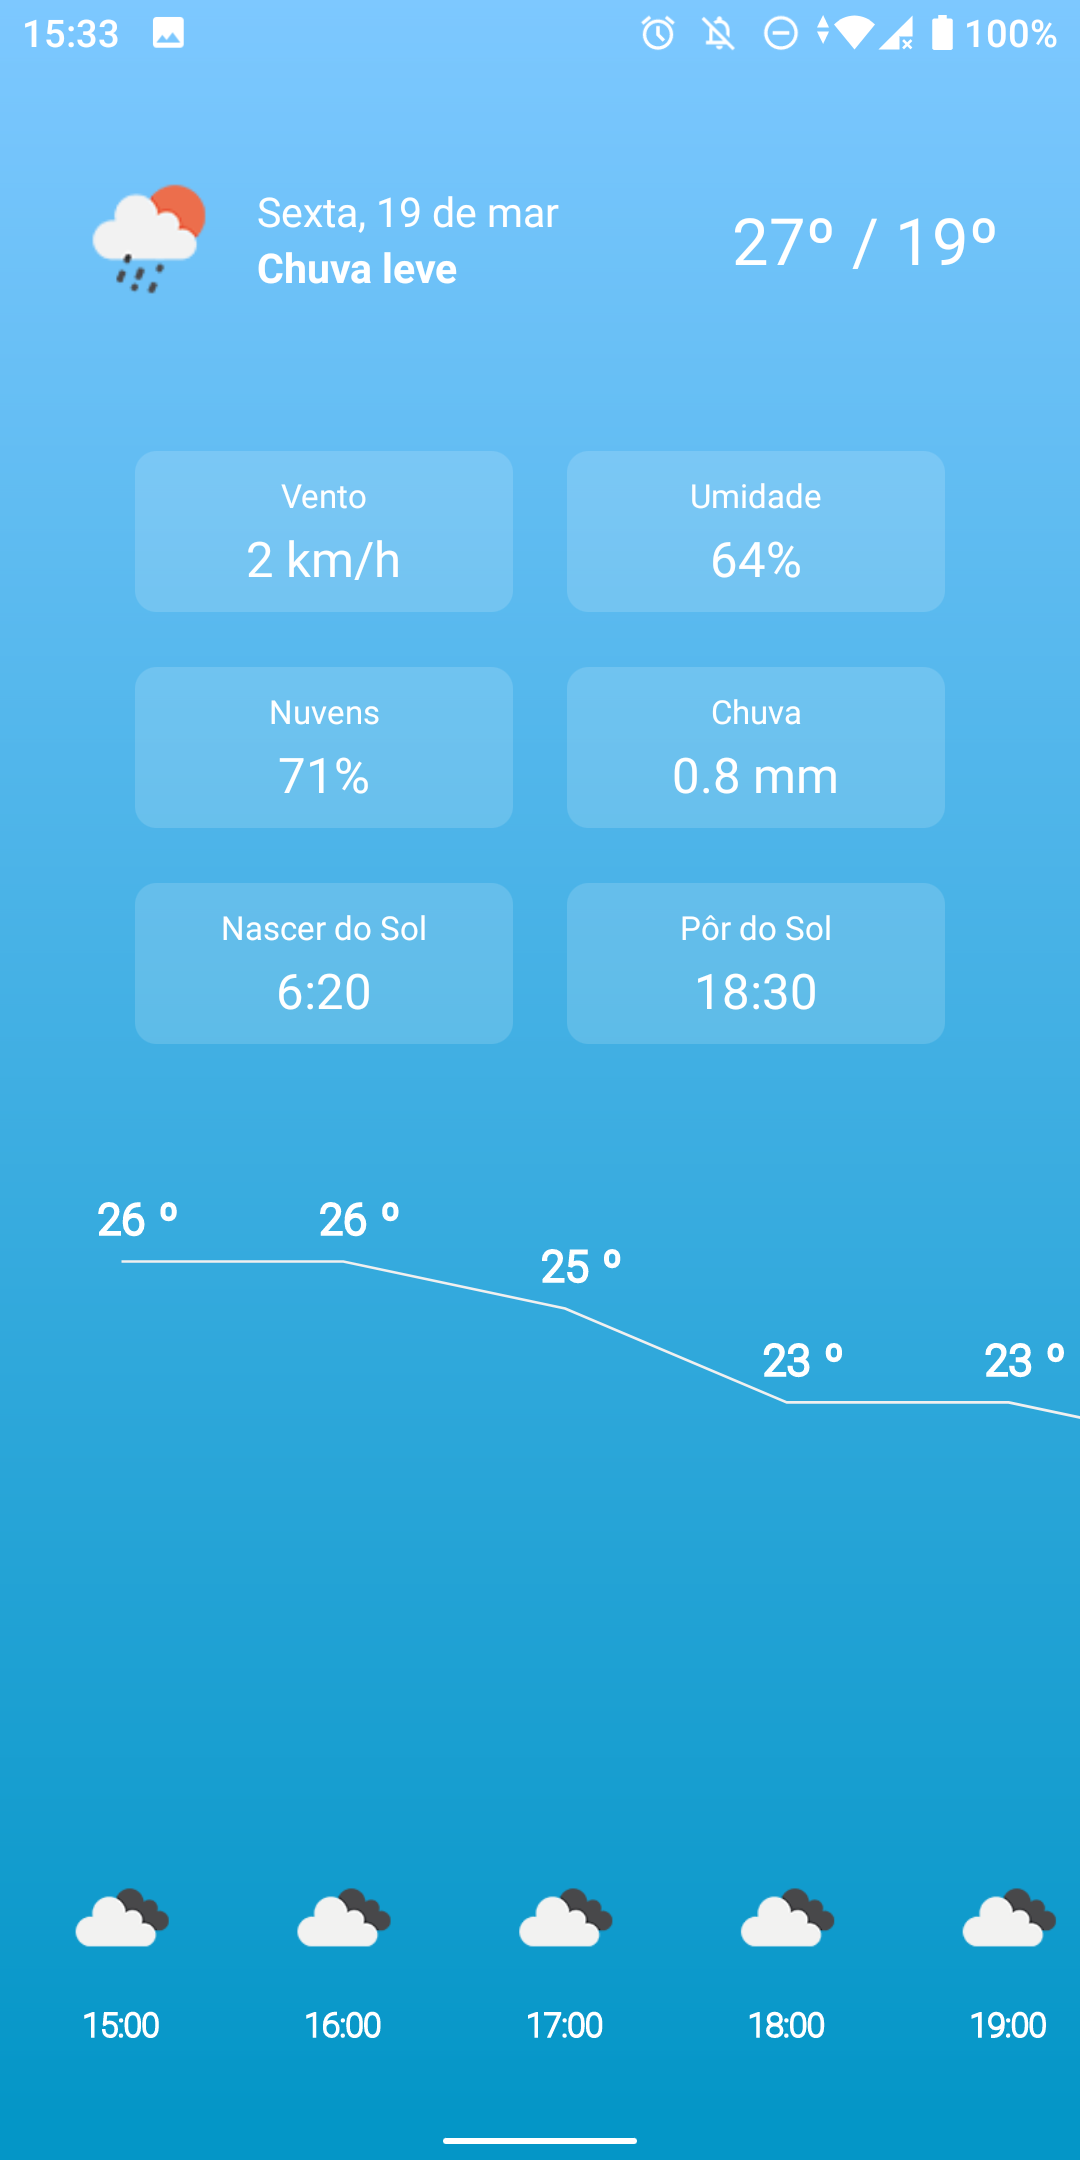 15:33 100%
Sexta, 19 de mar
Chuva leve
27º / 19º
Vento
2 km/h
Umidade
64%
Nuvens
71%
Chuva
0.8 mm
Nascer do Sol
6:20
Pôr do Sol
18:30
26 º 26 º 25 º 23 º 23 º
15:00 16:00 17:00 18:00 19:00